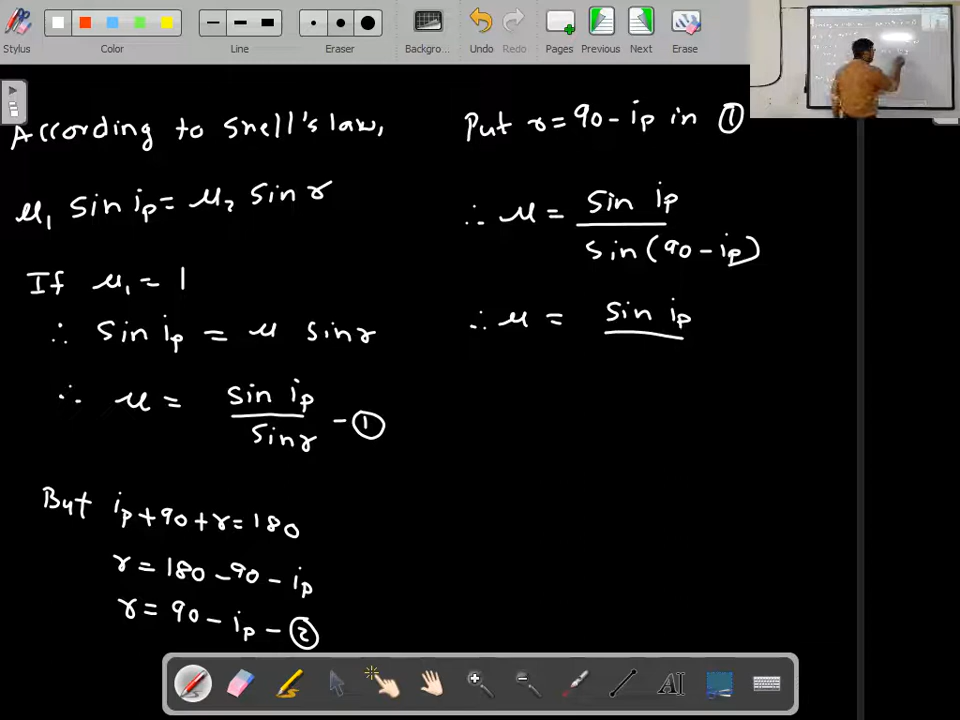 Stylus Color Line Eraser Backgro... Undo Redo Pages Previous Next Erase
According to Snell's law,
μ₁ sin iₚ = μ₂ sin r
If μ₁ = 1
∴ sin iₚ = μ sin r
∴ μ = sin iₚ / sin r - ①
But iₚ + 90 + r = 180
r = 180 - 90 - iₚ
r = 90 - iₚ - ②
Put r = 90 - iₚ in ①
∴ μ = sin iₚ / sin (90 - iₚ)
∴ μ = sin iₚ